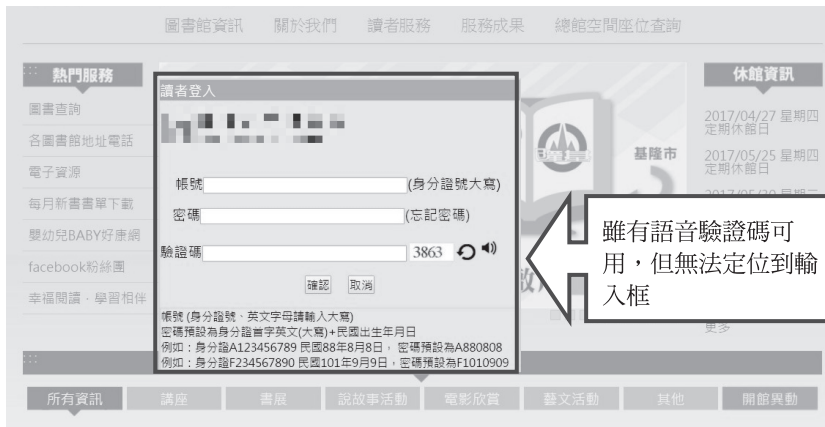 圖書館資訊 關於我們 讀者服務 服務成果 總館空間座位查詢
熱門服務
圖書查詢
各圖書館地址電話
電子資源
每月新書書單下載
嬰幼兒BABY好康網
facebook粉絲團
幸福閱讀．學習相伴
讀者登入
帳號 (身分證號大寫)
密碼 (忘記密碼)
驗證碼 3863
確認 取消
帳號 (身分證號、英文字母請輸入大寫)
密碼預設為身分證首字英文(大寫)+民國出生年月日
例如：身分證A123456789 民國88年8月8日， 密碼預設為A880808
例如：身分證F234567890 民國101年9月9日，密碼預設為F1010909
基隆市
休館資訊
2017/04/27 星期四
定期休館日
2017/05/25 星期四
定期休館日
雖有語音驗證碼可
用，但無法定位到輸
入框
更多
所有資訊 講座 書展 說故事活動 電影欣賞 藝文活動 其他 開館異動